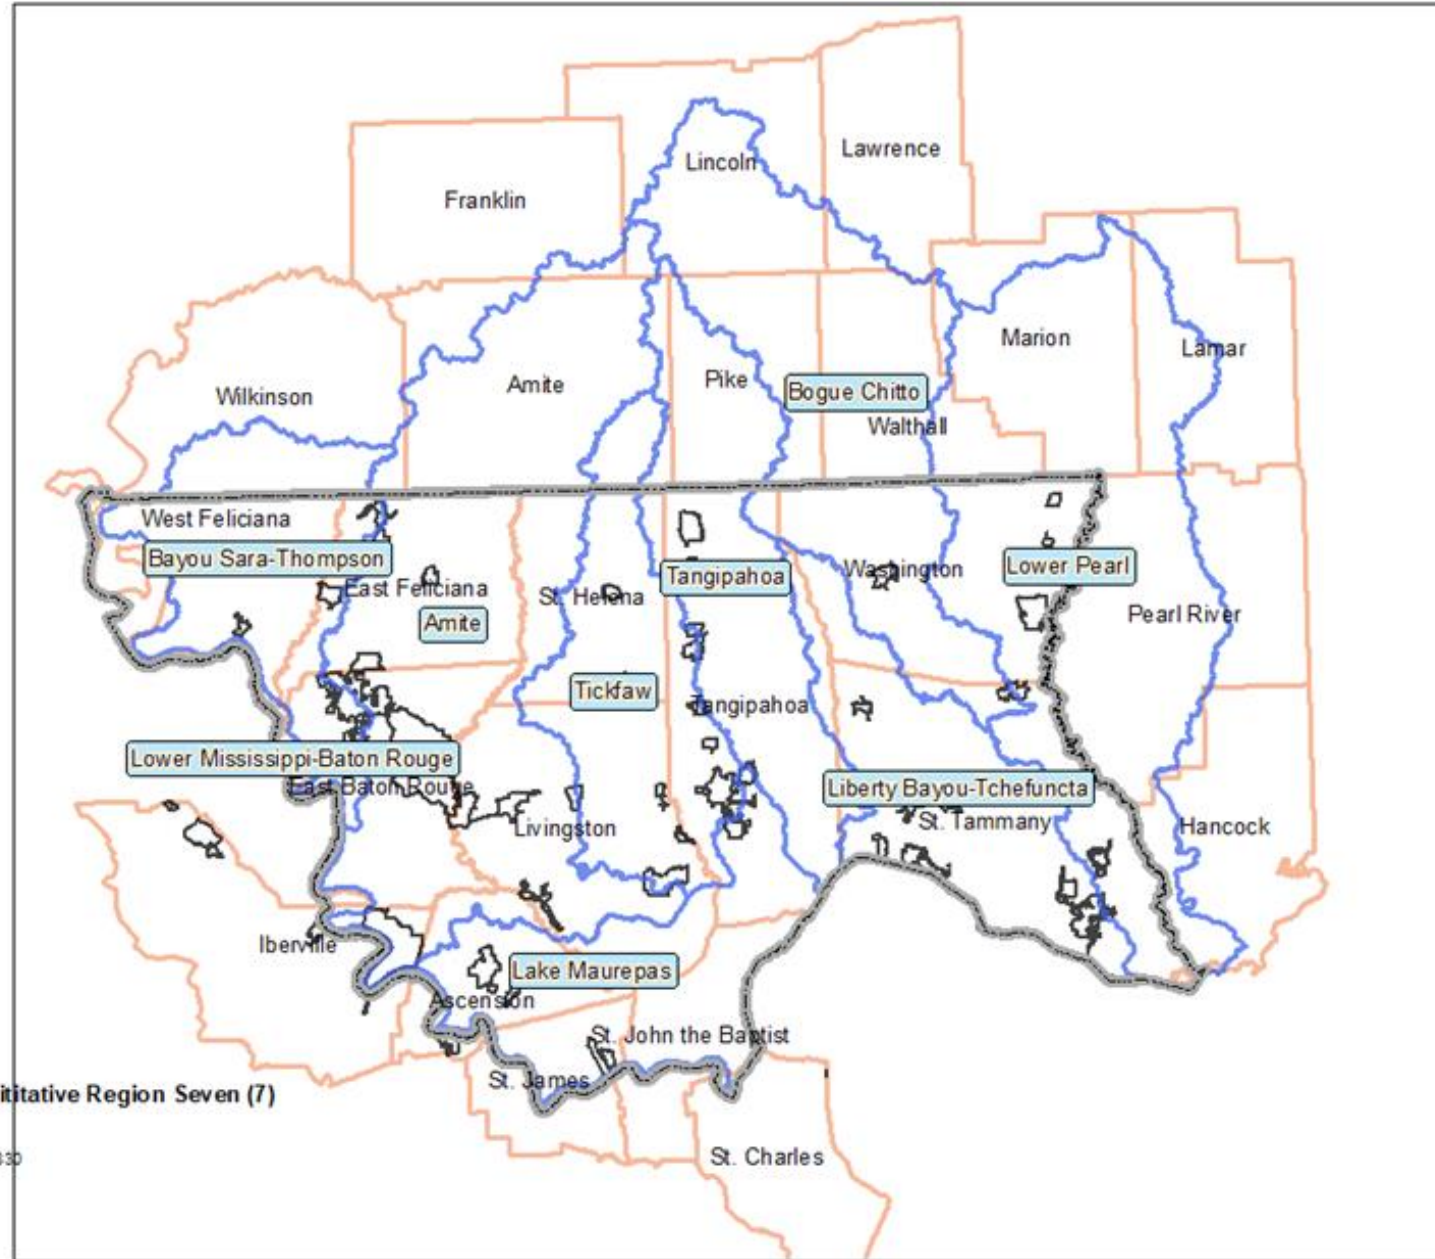 Lincoln
Lawrence
Franklin
Marion
Lamar
Wilkinson
Amite
Pike
Bogue Chitto
Walthall
West Feliciana
Bayou Sara-Thompson
East Feliciana
Amite
St. Helena
Tangipahoa
Washington
Lower Pearl
Pearl River
Tickfaw
Tangipahoa
Lower Mississippi-Baton Rouge
East Baton Rouge
Liberty Bayou-Tchefuncta
St. Tammany
Livingston
Hancock
Iberville
Lake Maurepas
Ascension
St. John the Baptist
St. James
ititative Region Seven (7)
St. Charles